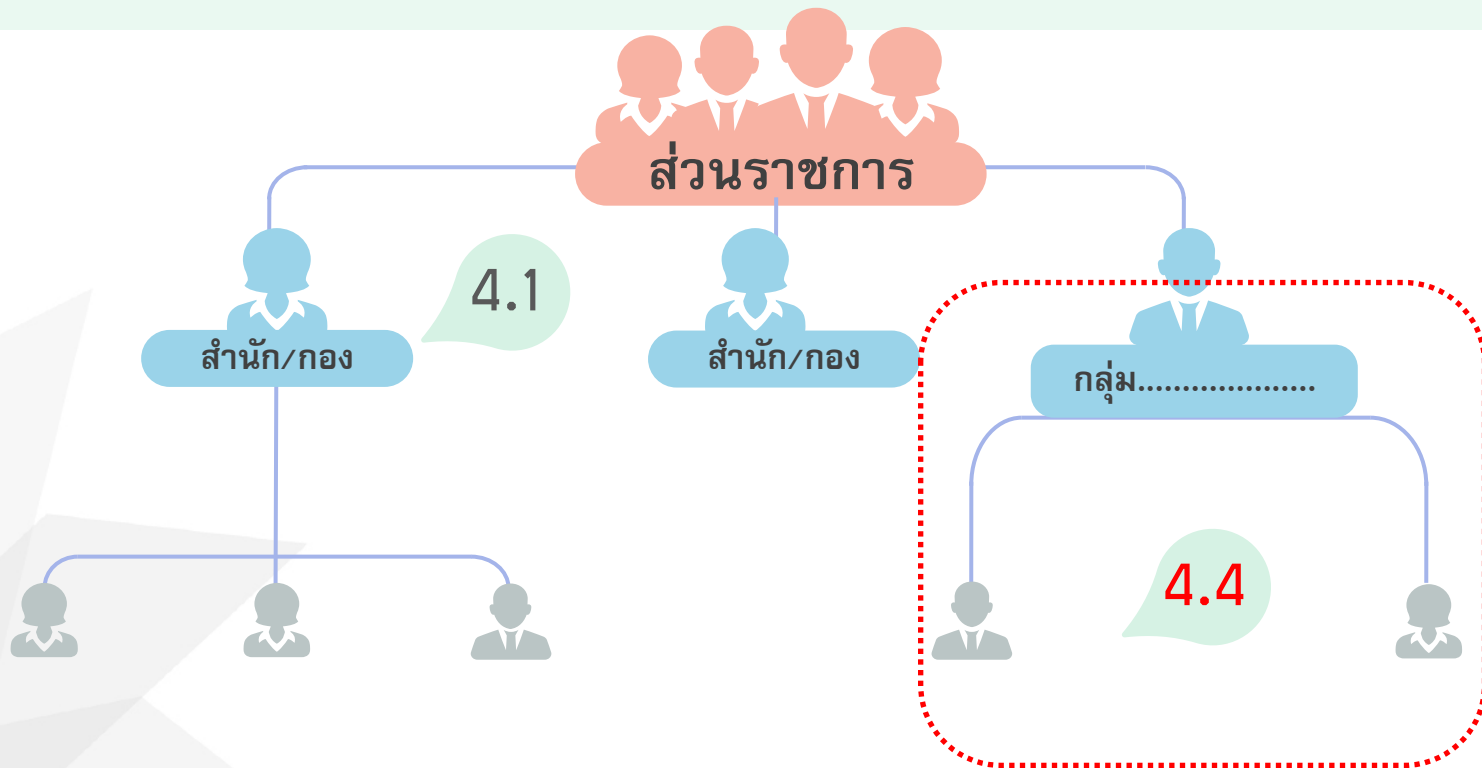 ส่วนราชการ
4.1
สำนัก/กอง
สำนัก/กอง
กลุ่ม....................
4.4